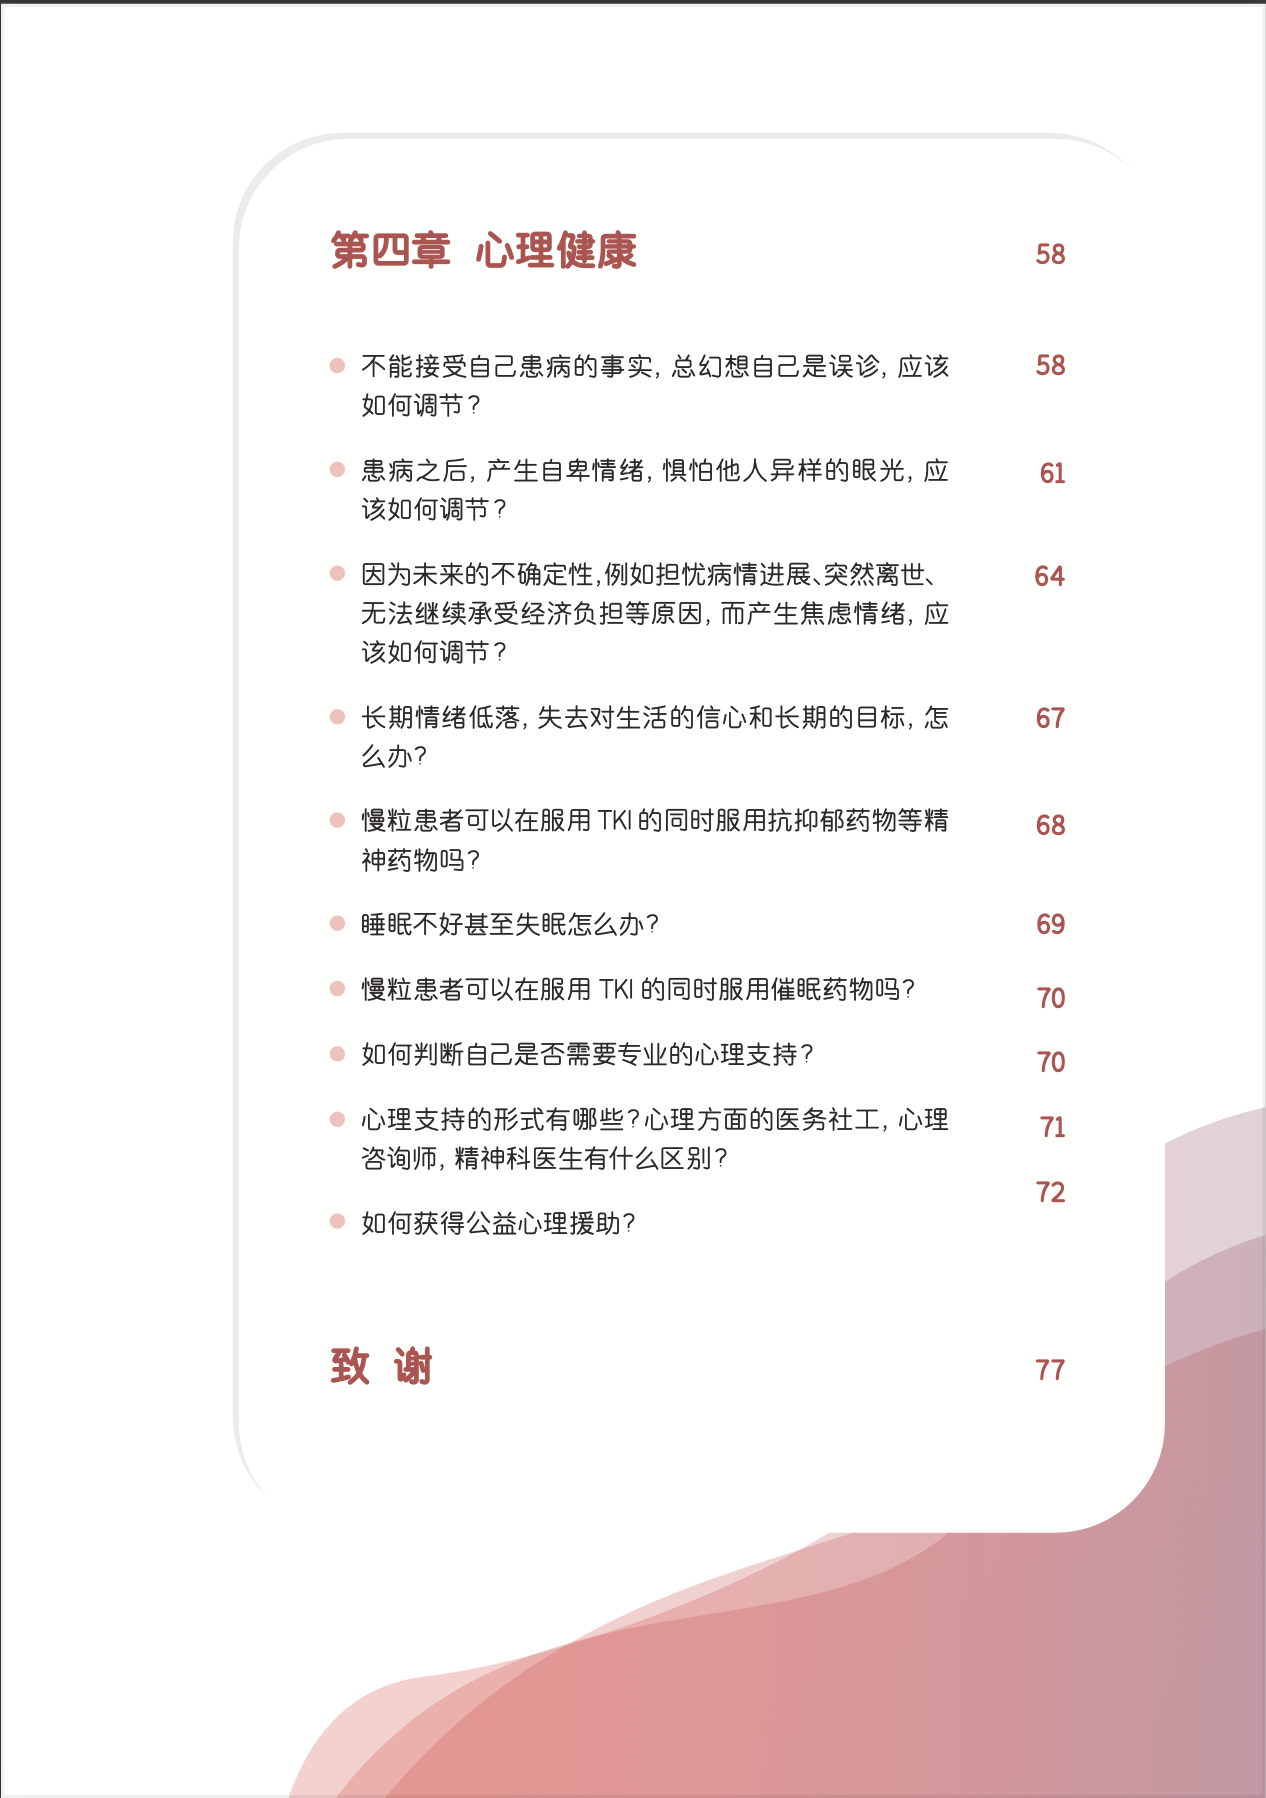 第四章 心理健康 58
不能接受自己患病的事实, 总幻想自己是误诊, 应该 58
如何调节?
患病之后, 产生自卑情绪, 惧怕他人异样的眼光, 应 61
该如何调节?
因为未来的不确定性,例如担忧病情进展、突然离世、 64
无法继续承受经济负担等原因, 而产生焦虑情绪, 应
该如何调节?
长期情绪低落, 失去对生活的信心和长期的目标, 怎 67
么办?
慢粒患者可以在服用 TKI 的同时服用抗抑郁药物等精 68
神药物吗?
睡眠不好甚至失眠怎么办? 69
慢粒患者可以在服用 TKI 的同时服用催眠药物吗? 70
如何判断自己是否需要专业的心理支持? 70
心理支持的形式有哪些?心理方面的医务社工, 心理 71
咨询师, 精神科医生有什么区别?
72
如何获得公益心理援助?
致 谢 77